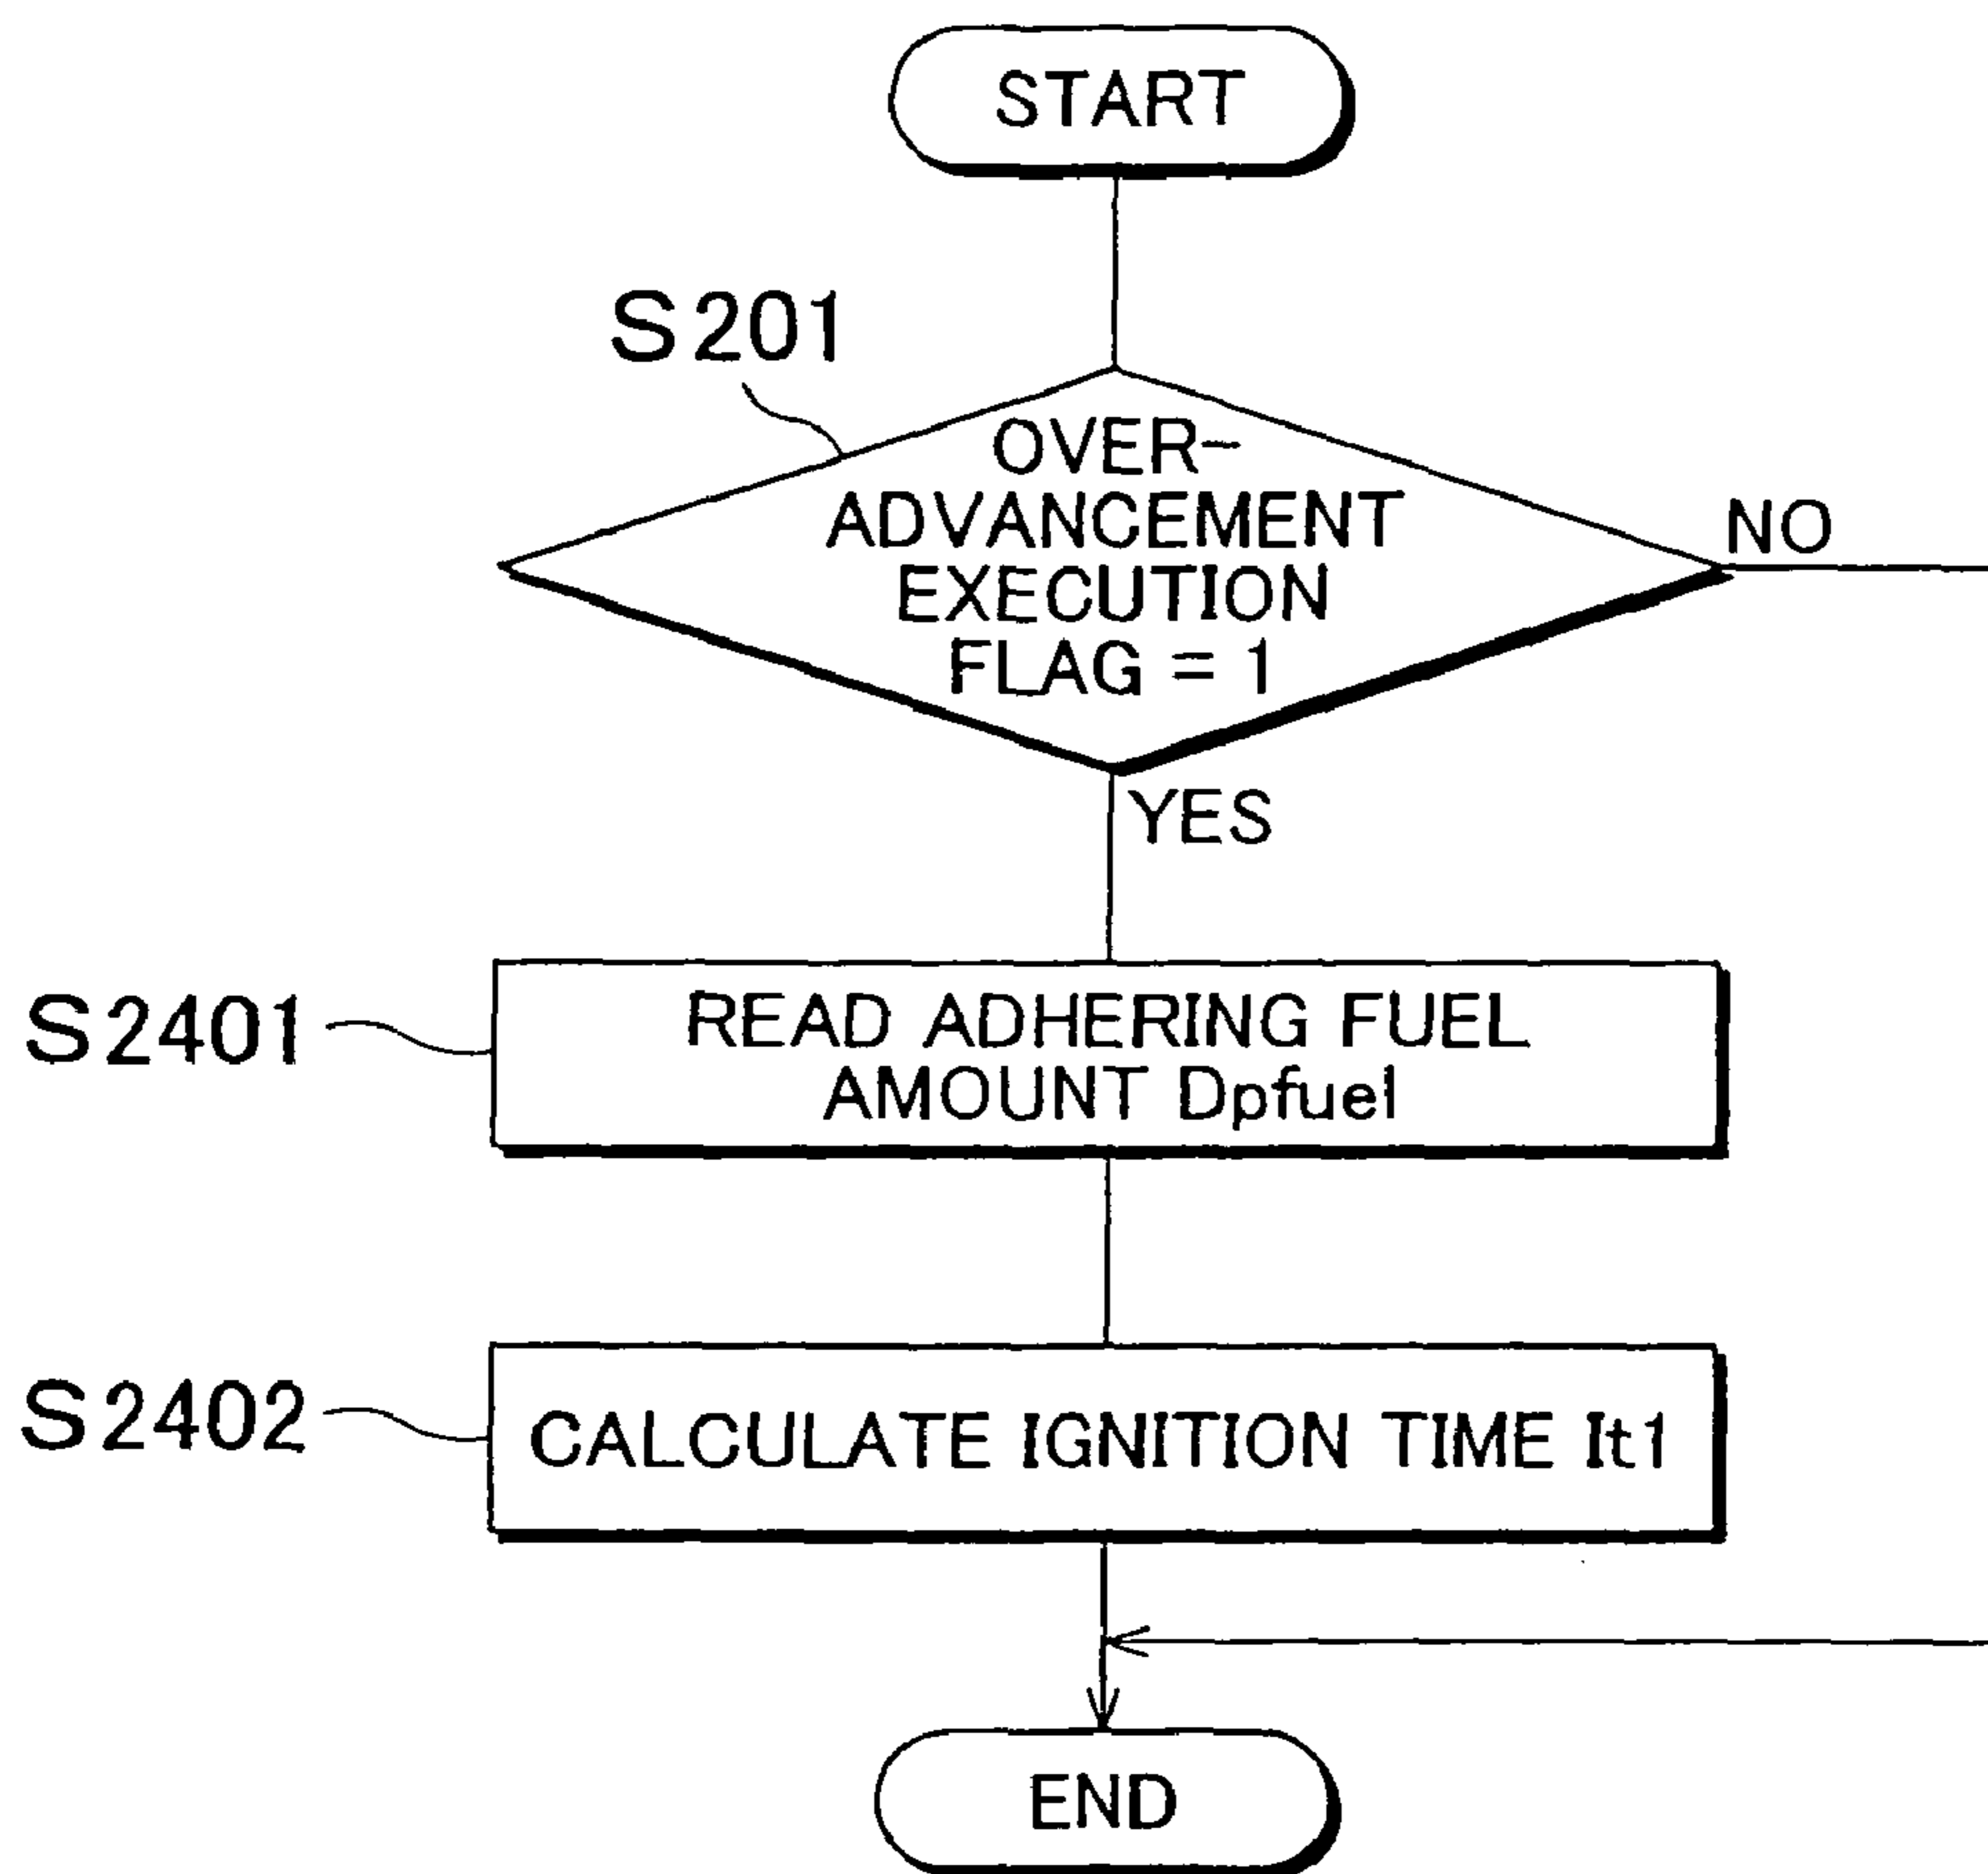 START
S201
OVER-
ADVANCEMENT
EXECUTION
FLAG = 1
NO
YES
S2401
READ ADHERING FUEL
AMOUNT Dpfuel
S2402
CALCULATE IGNITION TIME It1
END